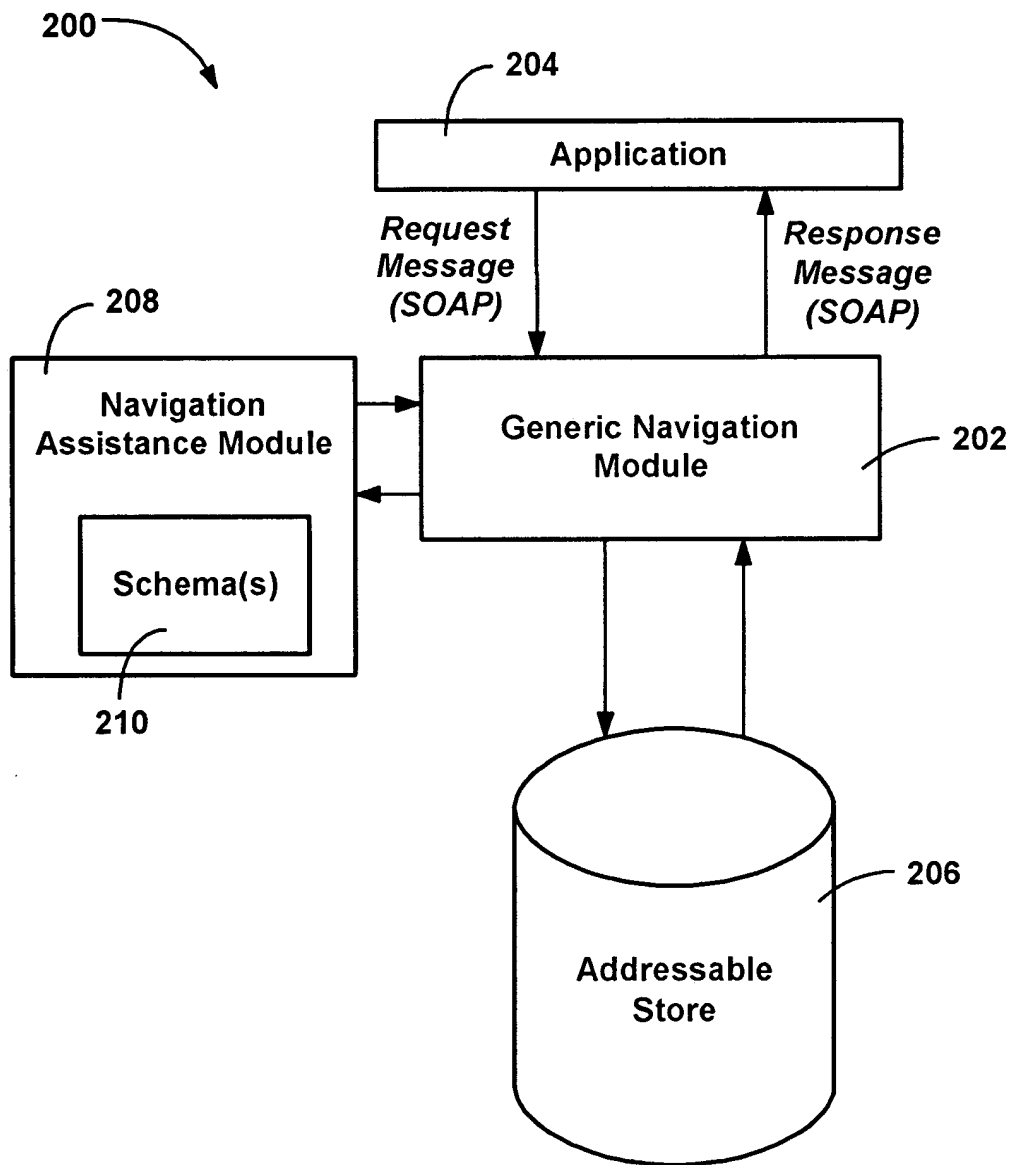 200
204
Application
Request
Message
(SOAP)
Response
Message
(SOAP)
208
Navigation
Assistance Module
Generic Navigation
Module
202
Schema(s)
210
206
Addressable
Store